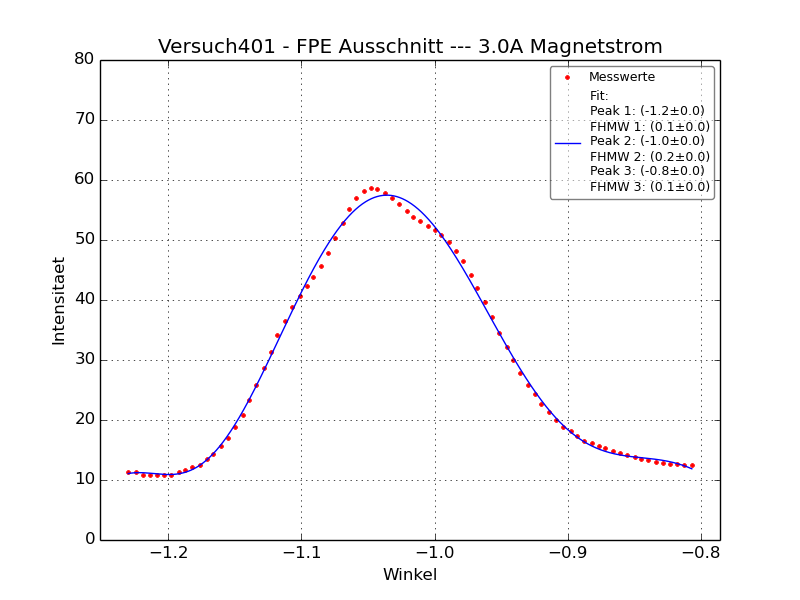 Versuch401 - FPE Ausschnitt --- 3.0A Magnetstrom
80
70
60
50
40
30
20
10
0
Intensitaet
Messwerte
Fit:
Peak 1: (-1.2±0.0)
FHMW 1: (0.1±0.0)
Peak 2: (-1.0±0.0)
FHMW 2: (0.2±0.0)
Peak 3: (-0.8±0.0)
FHMW 3: (0.1±0.0)
−1.2 −1.1 −1.0 −0.9 −0.8
Winkel